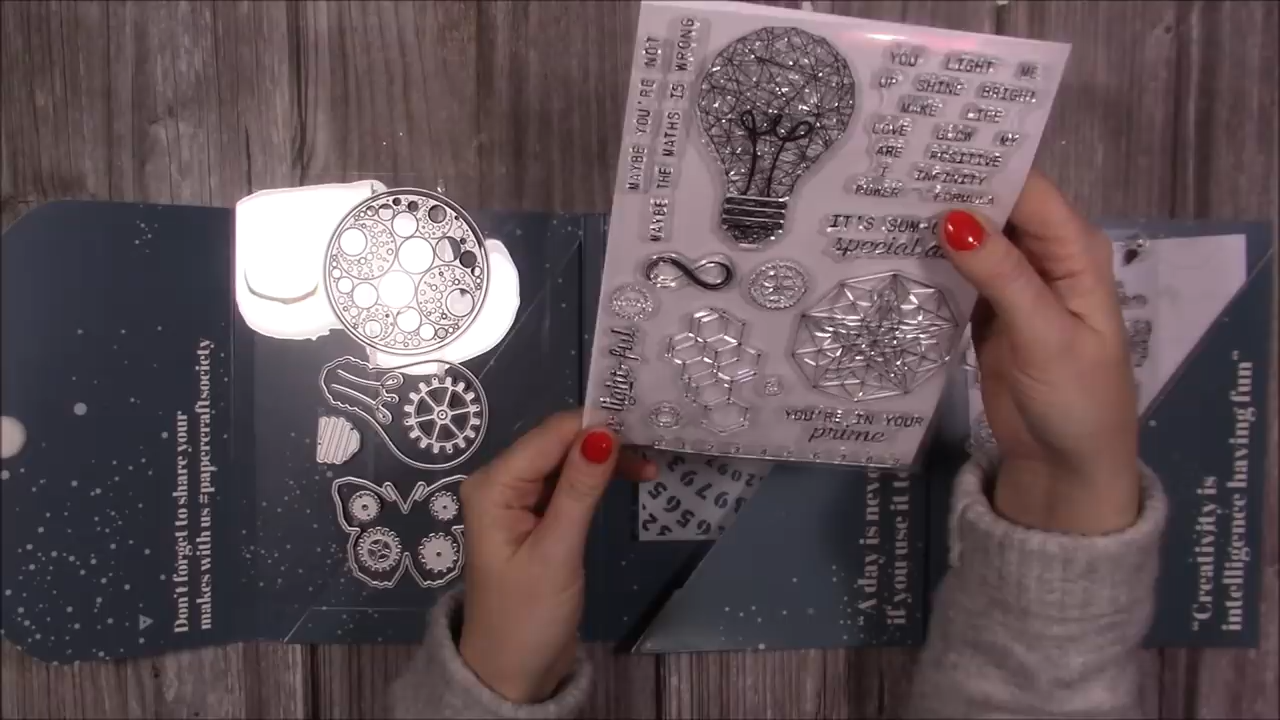 MAYBE YOU'RE NOT
MAYBE THE MATHS IS WRONG
YOU LIGHT ME
UP SHINE BRIGHT
MAKE LIFE
LOVE GLOW MY
ARE POSITIVE
I INFINITY
POWER FORMULA
IT'S SUM-
special
light-ful
YOU'RE IN YOUR
prime
Don't forget to share your
makes with us #papercraftsociety
"A day is
if you use it
"Creativity is
intelligence having fun"